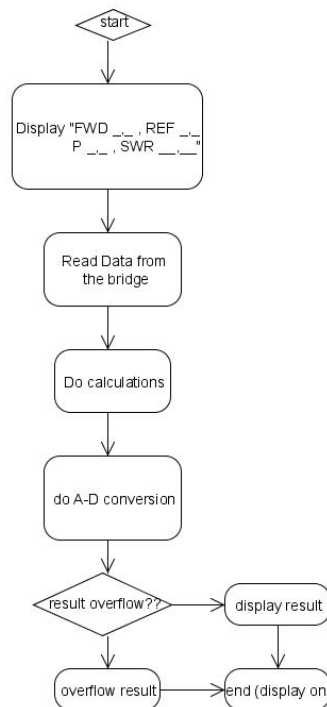 start
Display "FWD _._ , REF _._
P _._ , SWR __.__"
Read Data from
the bridge
Do calculations
do A-D conversion
result overflow??
display result
overflow result
end (display on